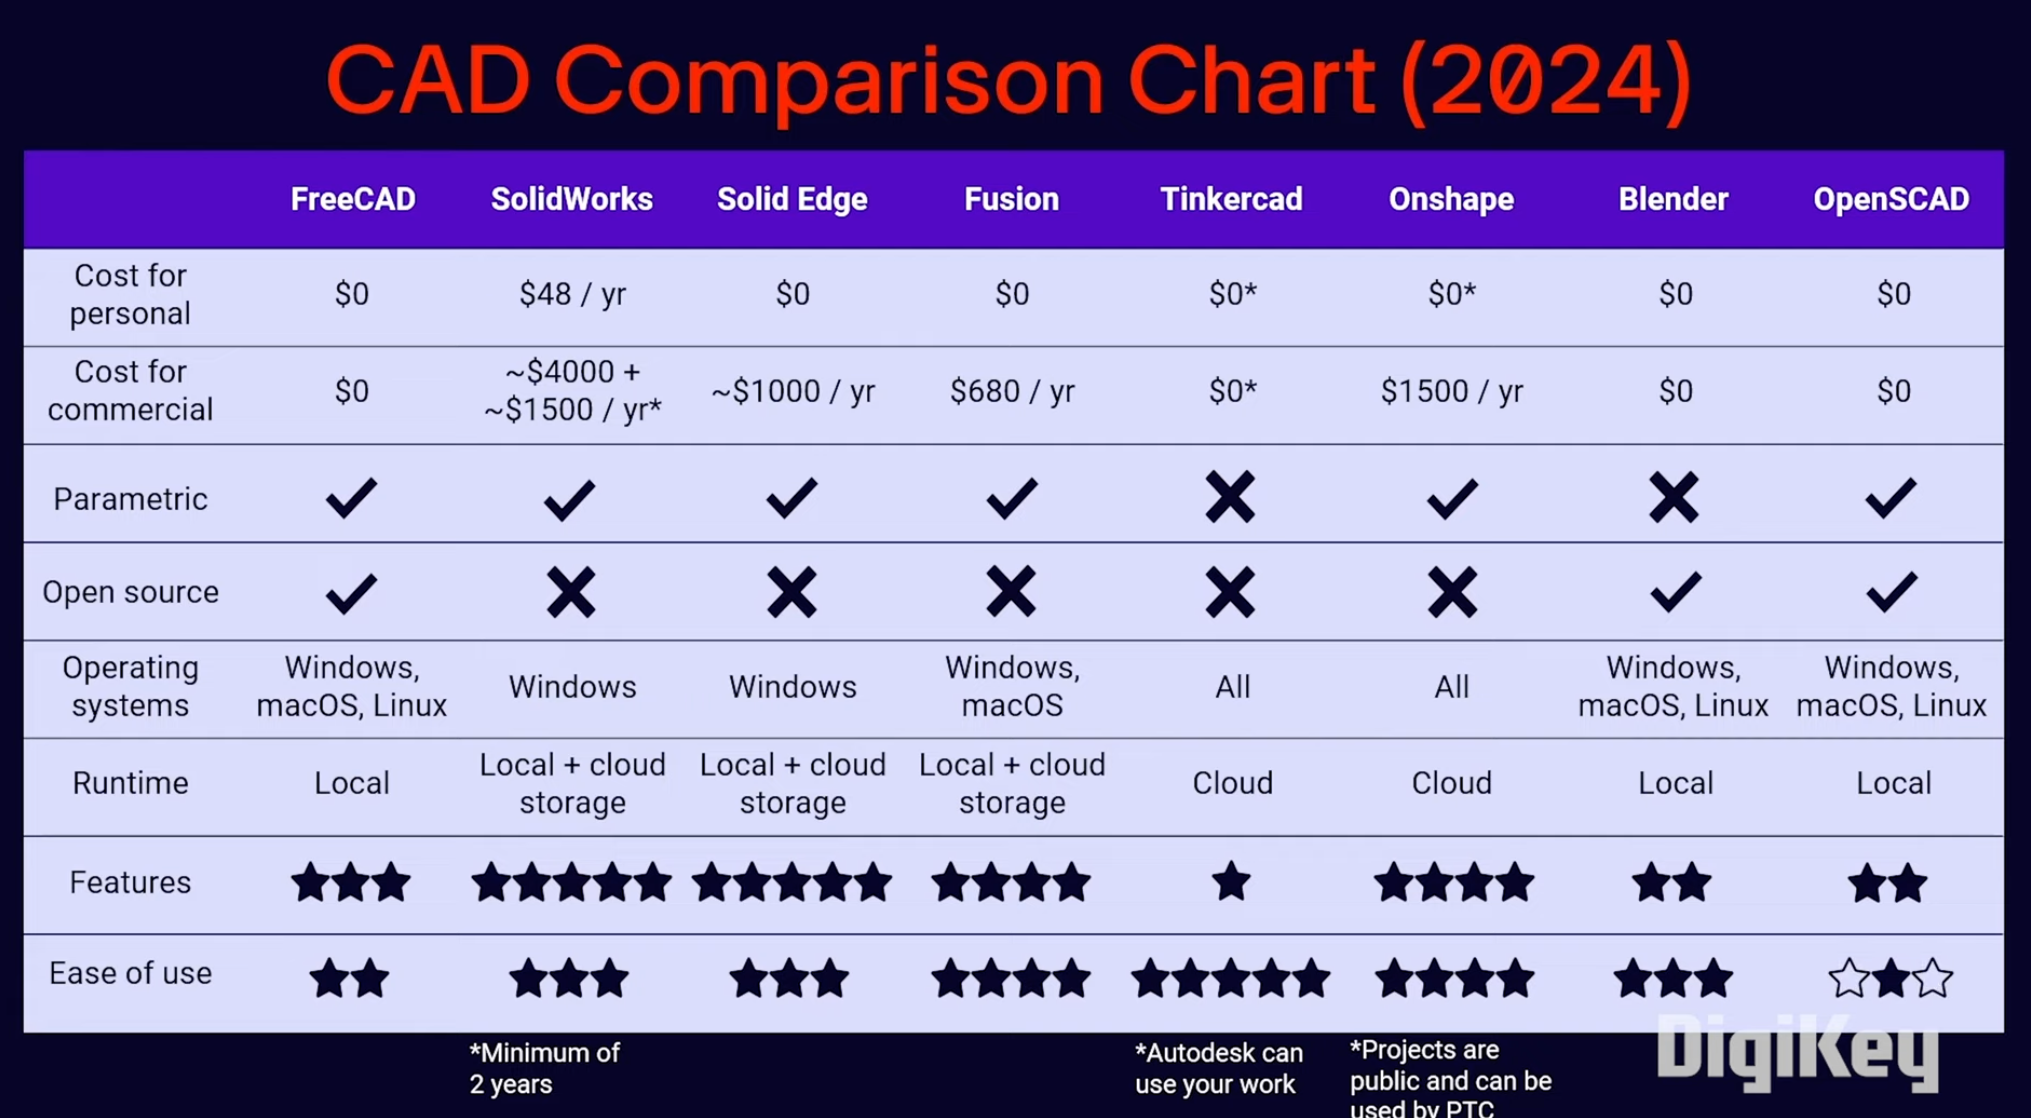 CAD Comparison Chart (2024)
FreeCAD SolidWorks Solid Edge Fusion Tinkercad Onshape Blender OpenSCAD
Cost for personal $0 $48 / yr $0 $0 $0* $0* $0 $0
Cost for commercial $0 ~$4000 + ~$1500 / yr* ~$1000 / yr $680 / yr $0* $1500 / yr $0 $0
Parametric
Open source
Operating systems Windows, macOS, Linux Windows Windows Windows, macOS All All Windows, macOS, Linux Windows, macOS, Linux
Runtime Local Local + cloud storage Local + cloud storage Local + cloud storage Cloud Cloud Local Local
Features
Ease of use
*Minimum of
2 years
*Autodesk can
use your work
*Projects are
public and can be
used by PTC
DigiKey